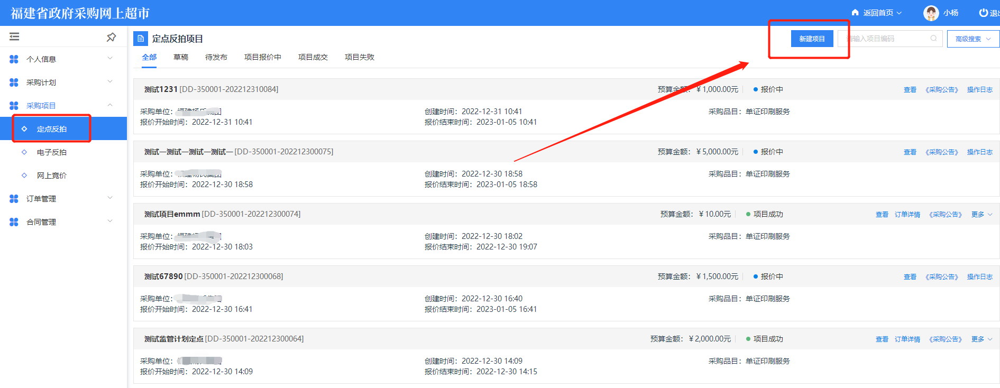 福建省政府采购网上超市
返回首页
小杨
退出
个人信息
采购计划
采购项目
定点反拍
电子反拍
网上竞价
订单管理
合同管理
定点反拍项目
新建项目
请输入项目编码
高级搜索
全部 草稿 待发布 项目报价中 项目成交 项目失败
测试1231 [DD-350001-202212310084] 预算金额：￥1,000.00元 报价中 查看 《采购公告》 操作日志
采购单位： 创建时间：2022-12-31 10:41 采购品目：单证印刷服务
报价开始时间：2022-12-31 10:41 报价结束时间：2023-01-05 10:41
测试一测试一测试一测试一 [DD-350001-202212300075] 预算金额：￥5,000.00元 报价中 查看 《采购公告》 操作日志
采购单位： 创建时间：2022-12-30 18:58 采购品目：单证印刷服务
报价开始时间：2022-12-30 18:58 报价结束时间：2023-01-05 18:58
测试项目emmm [DD-350001-202212300074] 预算金额：￥10.00元 项目成功 查看 订单详情 《采购公告》 更多
采购单位： 创建时间：2022-12-30 18:02 采购品目：单证印刷服务
报价开始时间：2022-12-30 18:03 报价结束时间：2022-12-30 19:07
测试67890 [DD-350001-202212300068] 预算金额：￥1,500.00元 报价中 查看 《采购公告》 操作日志
采购单位： 创建时间：2022-12-30 16:40 采购品目：单证印刷服务
报价开始时间：2022-12-30 16:41 报价结束时间：2023-01-05 16:41
测试监管计划定点 [DD-350001-202212300064] 预算金额：￥2,000.00元 项目成功 查看 订单详情 《采购公告》 更多
采购单位： 创建时间：2022-12-30 14:09 采购品目：单证印刷服务
报价开始时间：2022-12-30 14:09 报价结束时间：2022-12-30 14:15